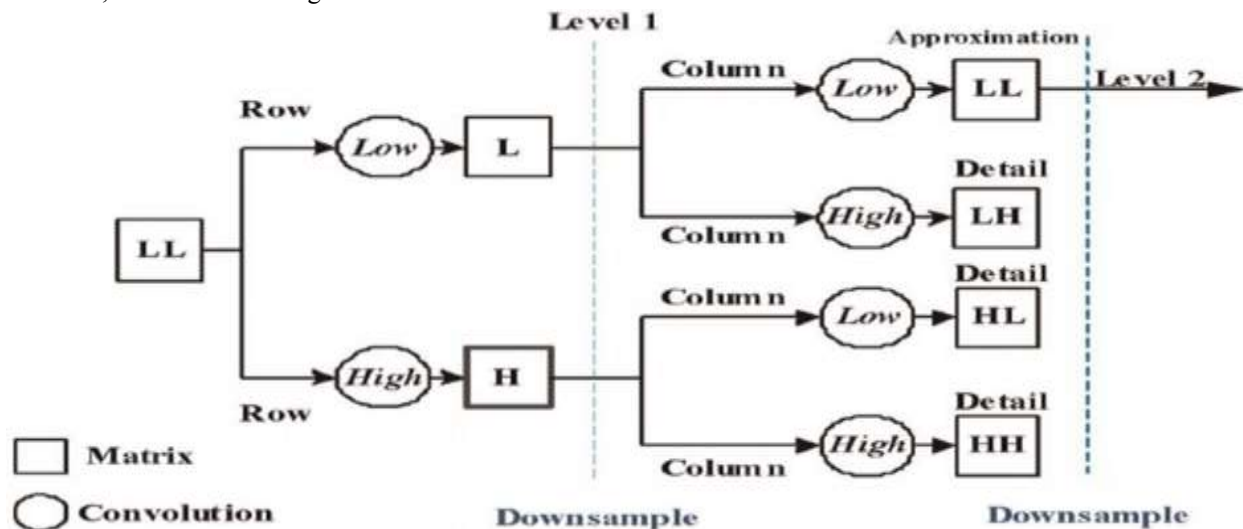 Level 1
Approximation
Column
Low
LL
Level 2
Row
Low
L
Detail
High
LH
Column
LL
Detail
Column
Low
HL
High
H
Row
Detail
High
HH
Column
Matrix
Convolution
Downsample
Downsample